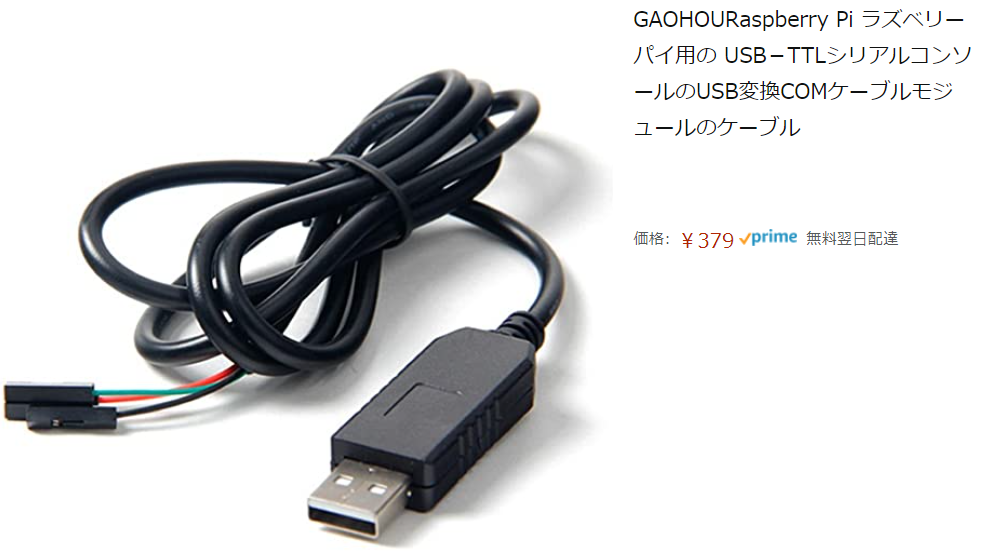 GAOHOURaspberry Pi ラズベリー
パイ用の USB－TTLシリアルコンソ
ールのUSB変換COMケーブルモジ
ュールのケーブル
価格: ￥379 prime 無料翌日配達